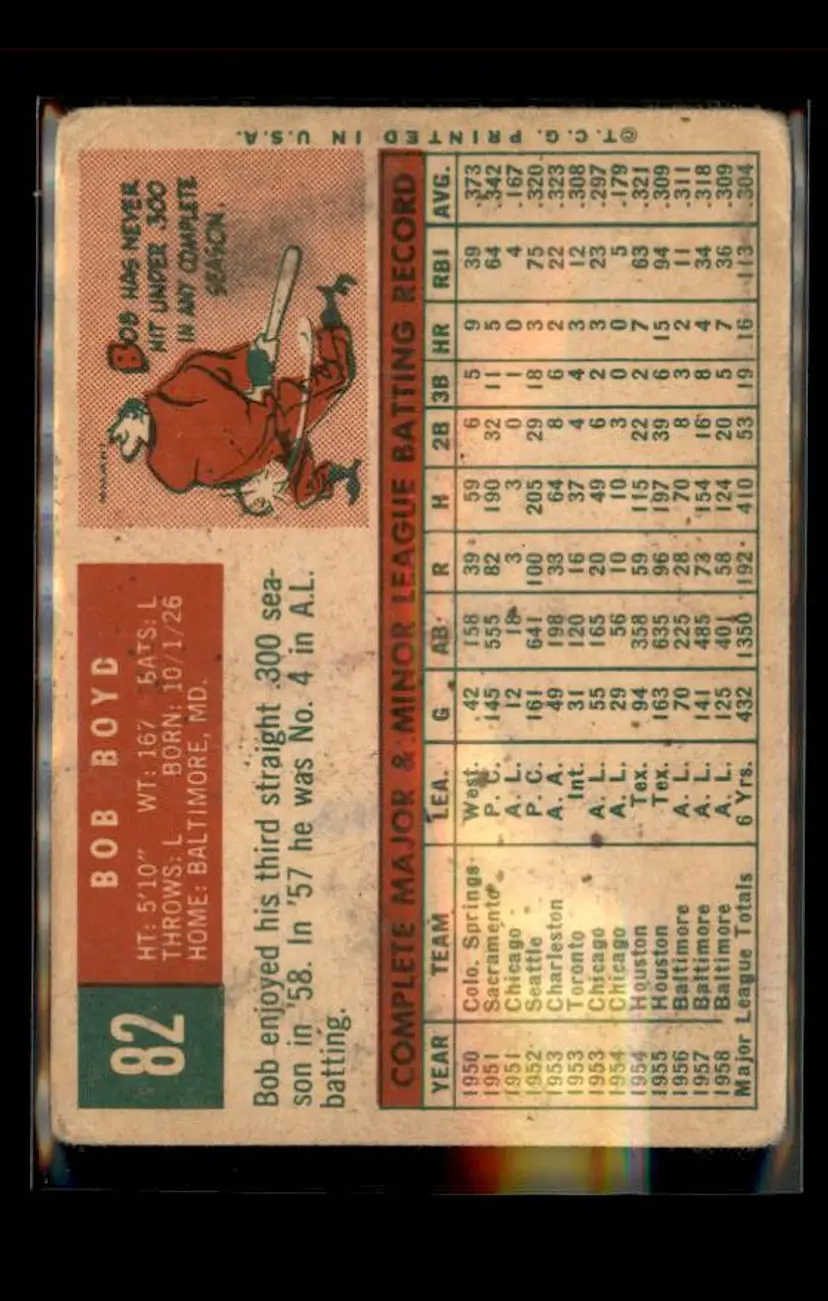 82
BOB BOYD
HT: 5'10" WT: 167 BATS: L
THROWS: L BORN: 10/1/26
HOME: BALTIMORE, MD.
Bob enjoyed his third straight .300 sea-
son in '58. In '57 he was No. 4 in A.L.
batting.
BOB HAS NEVER
HIT UNDER .300
IN ANY COMPLETE
SEASON.
COMPLETE MAJOR & MINOR LEAGUE BATTING RECORD
YEAR TEAM LEA. G AB R H 2B 3B HR RBI AVG.
1950 Colo. Springs West. 42 158 39 59 6 5 9 39 .373
1951 Sacramento P. C. 145 555 82 190 32 11 5 64 .342
1951 Chicago A. L. 12 18 3 3 0 1 0 4 .167
1952 Seattle P. C. 161 641 100 205 29 18 3 75 .320
1953 Charleston A. A. 49 198 33 64 8 6 2 22 .323
1953 Toronto Int. 31 120 16 37 4 4 3 12 .308
1953 Chicago A. L. 55 165 20 49 6 2 3 23 .297
1954 Chicago A. L. 29 56 10 10 3 0 0 5 .179
1954 Houston Tex. 94 358 59 115 22 2 7 63 .321
1955 Houston Tex. 163 635 96 197 39 6 15 94 .309
1956 Baltimore A. L. 70 225 28 70 8 3 2 11 .311
1957 Baltimore A. L. 141 485 73 154 16 8 4 34 .318
1958 Baltimore A. L. 125 401 58 124 20 5 7 36 .309
Major League Totals 6 Yrs. 432 1350 192 410 53 19 16 113 .304
©T. C. G. PRINTED IN U.S.A.